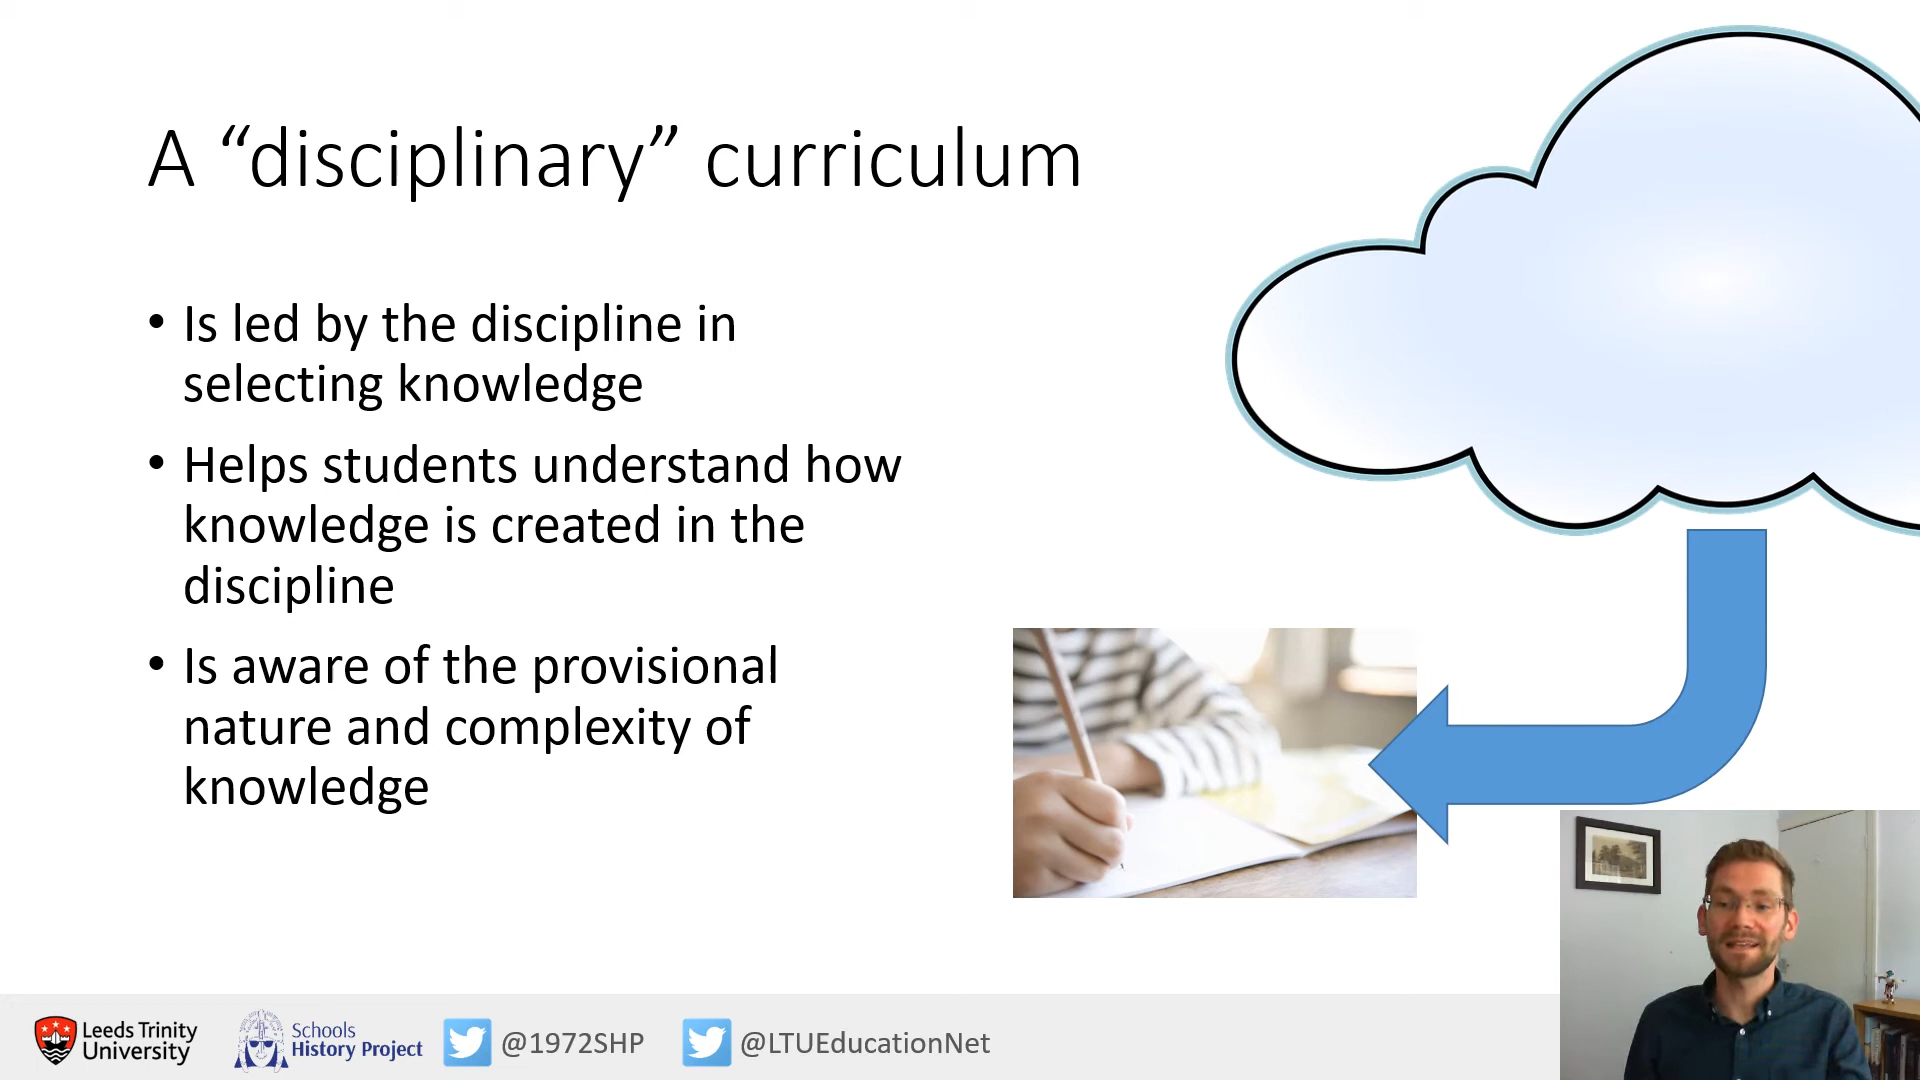 A “disciplinary” curriculum
• Is led by the discipline in
selecting knowledge
• Helps students understand how
knowledge is created in the
discipline
• Is aware of the provisional
nature and complexity of
knowledge
Leeds Trinity
University
Schools
History Project
@1972SHP
@LTUEducationNet